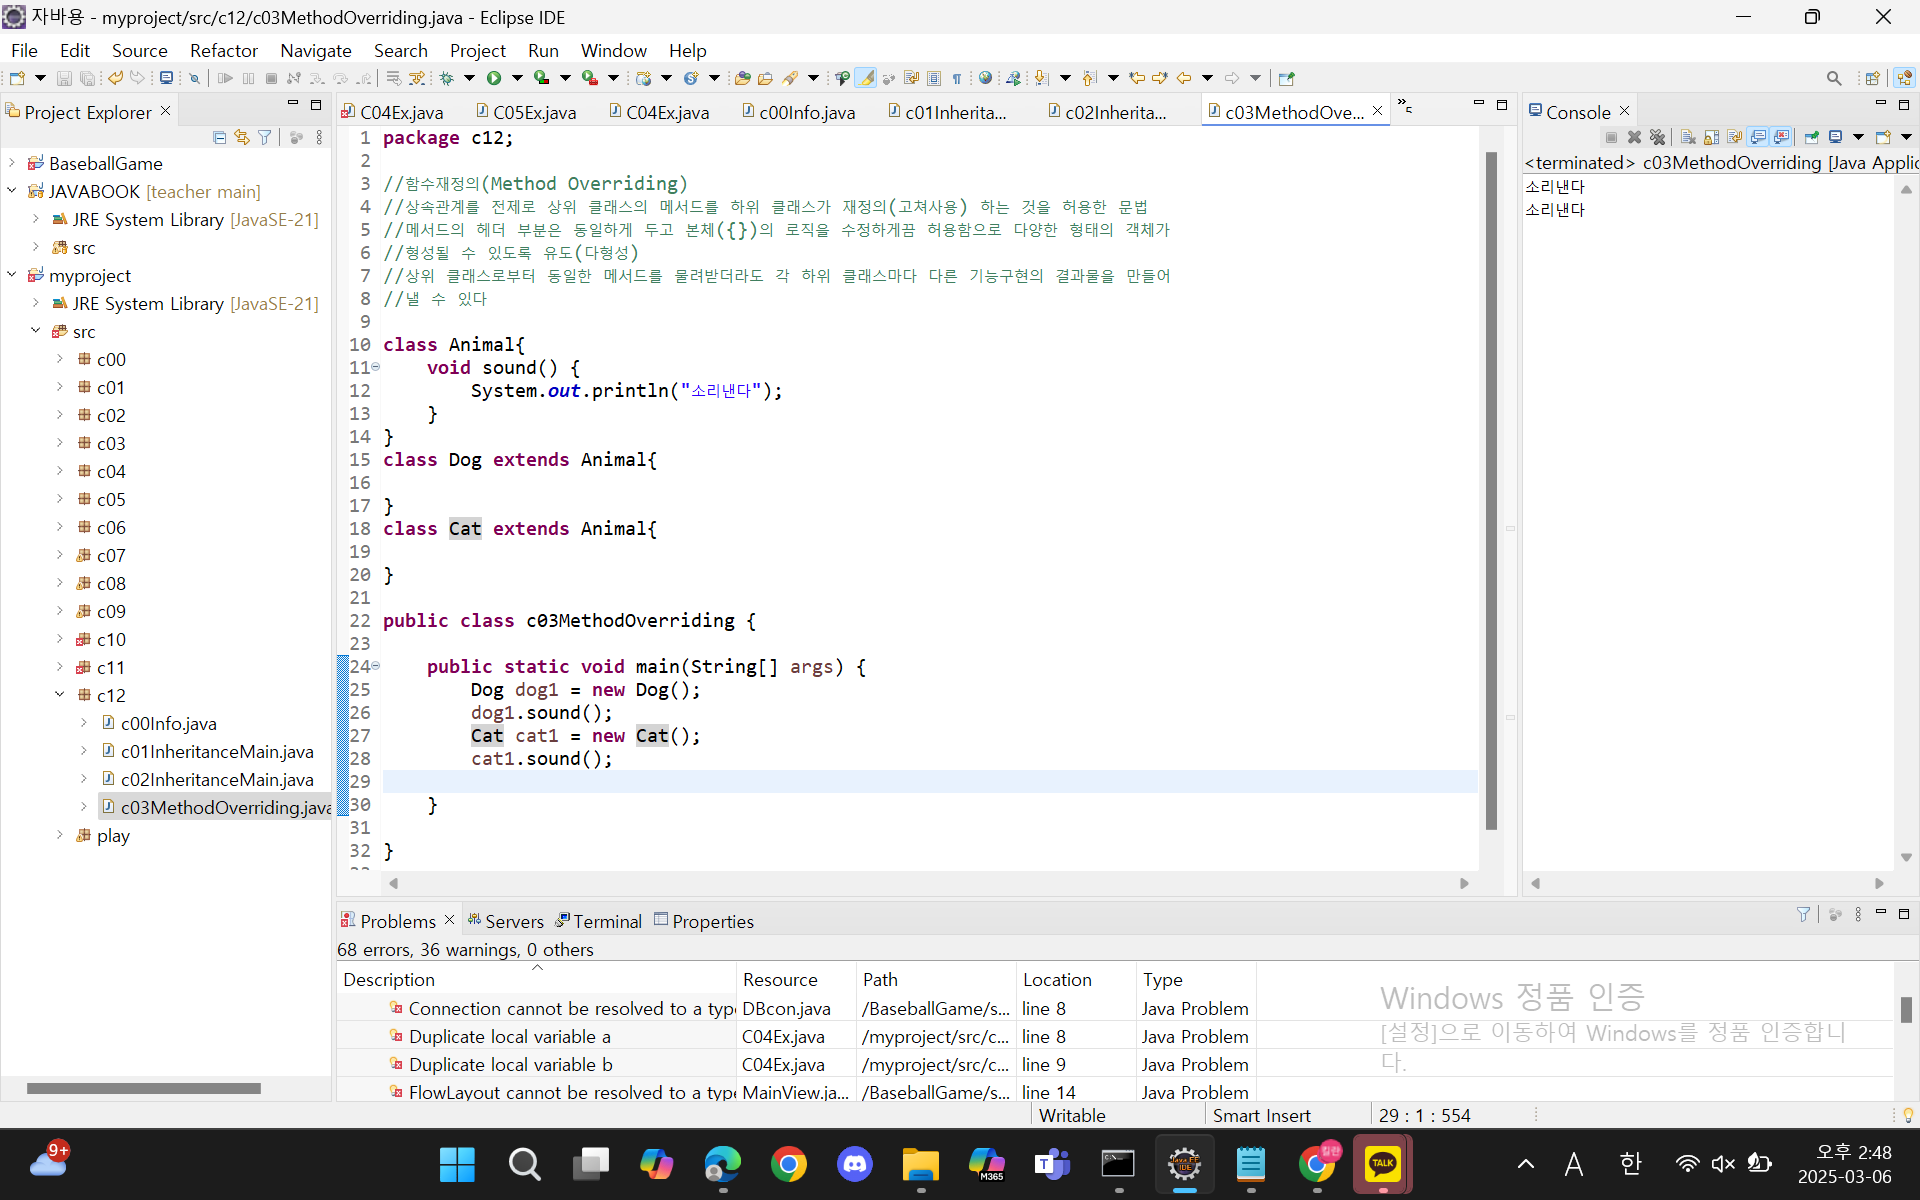 자바용 - myproject/src/c12/c03MethodOverriding.java - Eclipse IDE
File Edit Source Refactor Navigate Search Project Run Window Help
Project Explorer
BaseballGame
JAVABOOK [teacher main]
JRE System Library [JavaSE-21]
src
myproject
JRE System Library [JavaSE-21]
src
c00
c01
c02
c03
c04
c05
c06
c07
c08
c09
c10
c11
c12
c00Info.java
c01InheritanceMain.java
c02InheritanceMain.java
c03MethodOverriding.java
play
C04Ex.java C05Ex.java C04Ex.java c00Info.java c01Inherita... c02Inherita... c03MethodOve... 5
1 package c12;
2
3 //함수재정의(Method Overriding)
4 //상속관계를 전제로 상위 클래스의 메서드를 하위 클래스가 재정의(고쳐사용) 하는 것을 허용한 문법
5 //메서드의 헤더 부분은 동일하게 두고 본체({})의 로직을 수정하게끔 허용함으로 다양한 형태의 객체가
6 //형성될 수 있도록 유도(다형성)
7 //상위 클래스로부터 동일한 메서드를 물려받더라도 각 하위 클래스마다 다른 기능구현의 결과물을 만들어
8 //낼 수 있다
9
10 class Animal{
11 void sound() {
12 System.out.println("소리낸다");
13 }
14 }
15 class Dog extends Animal{
16
17 }
18 class Cat extends Animal{
19
20 }
21
22 public class c03MethodOverriding {
23
24 public static void main(String[] args) {
25 Dog dog1 = new Dog();
26 dog1.sound();
27 Cat cat1 = new Cat();
28 cat1.sound();
29
30 }
31
32 }
Console
<terminated> c03MethodOverriding [Java Applic
소리낸다
소리낸다
Problems Servers Terminal Properties
68 errors, 36 warnings, 0 others
Description Resource Path Location Type
Connection cannot be resolved to a type DBcon.java /BaseballGame/s... line 8 Java Problem
Duplicate local variable a C04Ex.java /myproject/src/c... line 8 Java Problem
Duplicate local variable b C04Ex.java /myproject/src/c... line 9 Java Problem
FlowLayout cannot be resolved to a type MainView.ja... /BaseballGame/s... line 14 Java Problem
Windows 정품 인증
[설정]으로 이동하여 Windows를 정품 인증합니
다.
Writable Smart Insert 29 : 1 : 554
9+
M365
Java EE
IDE
TALK
A 한
오후 2:48
2025-03-06